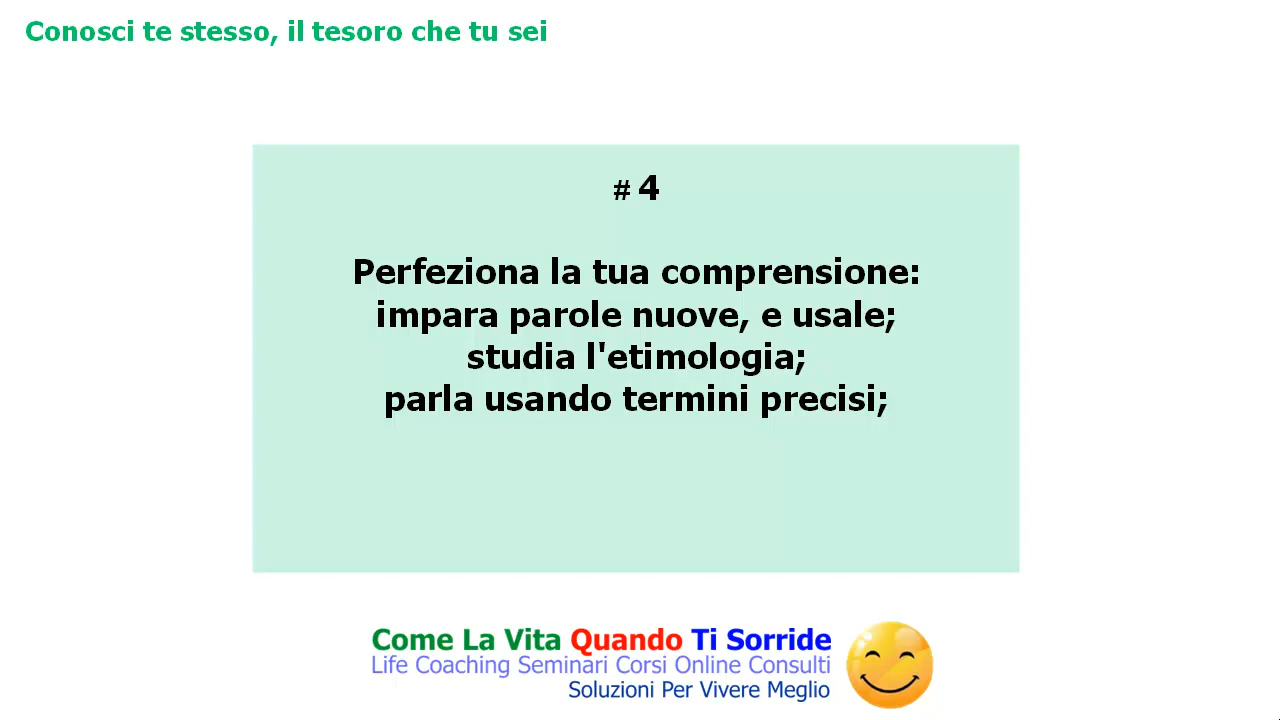 Conosci te stesso, il tesoro che tu sei
# 4
Perfeziona la tua comprensione:
impara parole nuove, e usale;
studia l'etimologia;
parla usando termini precisi;
Come La Vita Quando Ti Sorride
Life Coaching Seminari Corsi Online Consulti
Soluzioni Per Vivere Meglio